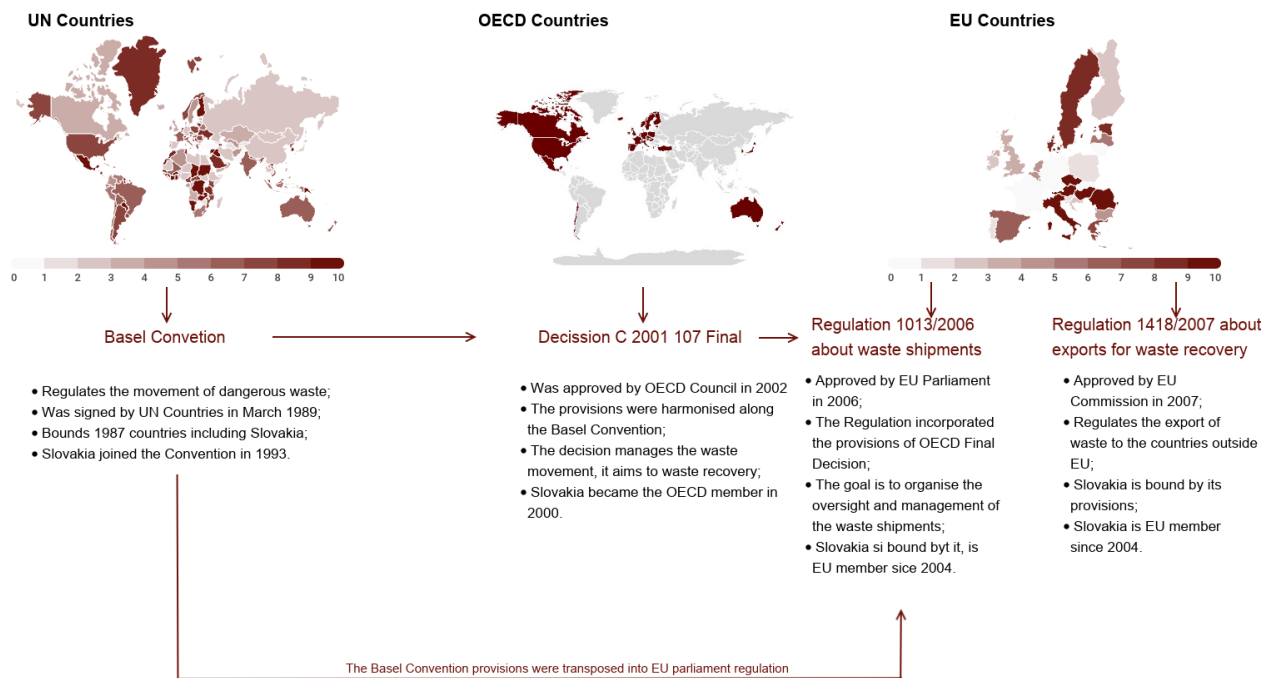 UN Countries
OECD Countries
EU Countries
0 1 2 3 4 5 6 7 8 9 10
0 1 2 3 4 5 6 7 8 9 10
Basel Convetion
• Regulates the movement of dangerous waste;
• Was signed by UN Countries in March 1989;
• Bounds 1987 countries including Slovakia;
• Slovakia joined the Convention in 1993.
Decission C 2001 107 Final
• Was approved by OECD Council in 2002
• The provisions were harmonised along
the Basel Convention;
• The decision manages the waste
movement, it aims to waste recovery;
• Slovakia became the OECD member in
2000.
Regulation 1013/2006
about waste shipments
• Approved by EU Parliament
in 2006;
• The Regulation incorporated
the provisions of OECD Final
Decision;
• The goal is to organise the
oversight and management of
the waste shipments;
• Slovakia si bound byt it, is
EU member sice 2004.
Regulation 1418/2007 about
exports for waste recovery
• Approved by EU
Commission in 2007;
• Regulates the export of
waste to the countries outside
EU;
• Slovakia is bound by its
provisions;
• Slovakia is EU member
since 2004.
The Basel Convention provisions were transposed into EU parliament regulation